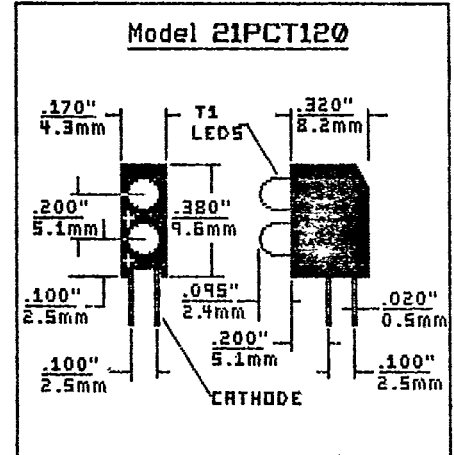 Model 21PCT120
.170"
4.3mm
T1
LEDS
.320"
8.2mm
.200"
5.1mm
.380"
9.6mm
.100"
2.5mm
.095"
2.4mm
.020"
0.5mm
.200"
5.1mm
.100"
2.5mm
.100"
2.5mm
CATHODE